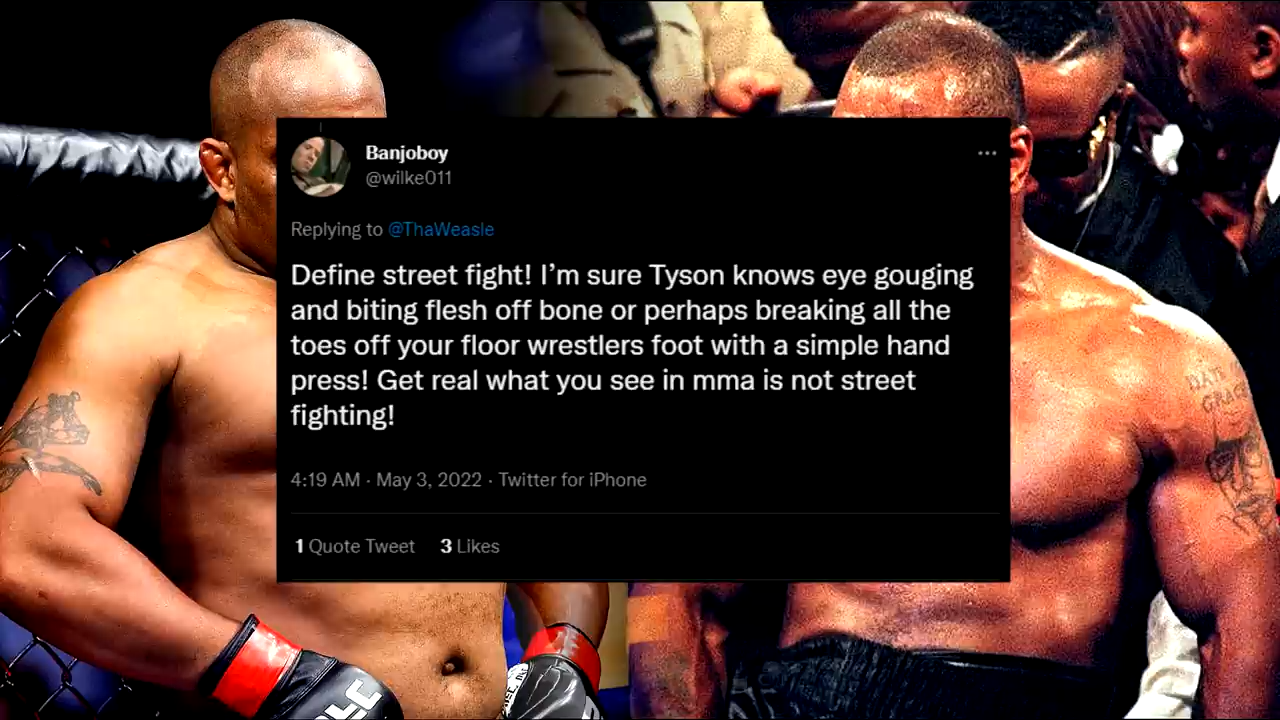 Banjoboy
@wilke011
Replying to @ThaWeasle
Define street fight! I’m sure Tyson knows eye gouging
and biting flesh off bone or perhaps breaking all the
toes off your floor wrestlers foot with a simple hand
press! Get real what you see in mma is not street
fighting!
4:19 AM · May 3, 2022 · Twitter for iPhone
1 Quote Tweet 3 Likes